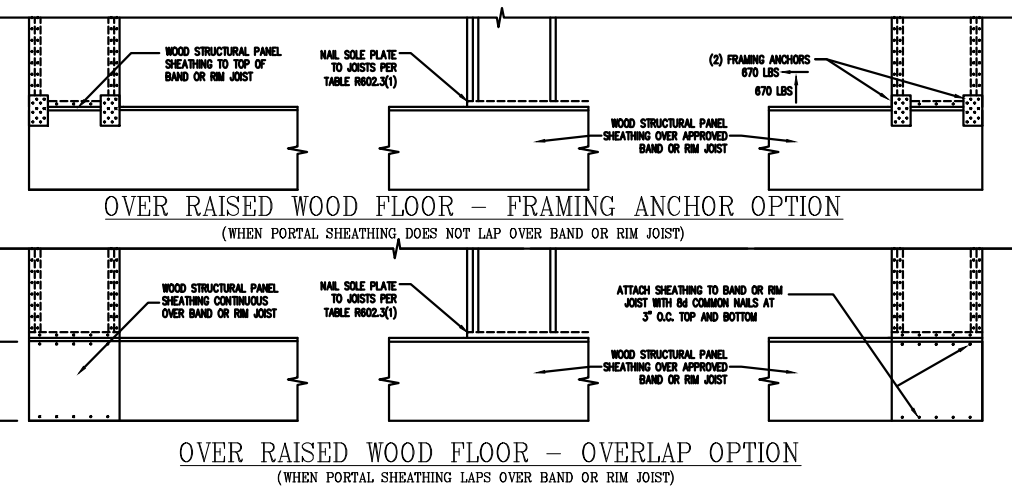 WOOD STRUCTURAL PANEL
SHEATHING TO TOP OF
BAND OR RIM JOIST
NAIL SOLE PLATE
TO JOISTS PER
TABLE R602.3(1)
(2) FRAMING ANCHORS
670 LBS
670 LBS
WOOD STRUCTURAL PANEL
SHEATHING OVER APPROVED
BAND OR RIM JOIST
OVER RAISED WOOD FLOOR – FRAMING ANCHOR OPTION
(WHEN PORTAL SHEATHING DOES NOT LAP OVER BAND OR RIM JOIST)
WOOD STRUCTURAL PANEL
SHEATHING CONTINUOUS
OVER BAND OR RIM JOIST
NAIL SOLE PLATE
TO JOISTS PER
TABLE R602.3(1)
ATTACH SHEATHING TO BAND OR RIM
JOIST WITH 8d COMMON NAILS AT
3" O.C. TOP AND BOTTOM
WOOD STRUCTURAL PANEL
SHEATHING OVER APPROVED
BAND OR RIM JOIST
OVER RAISED WOOD FLOOR – OVERLAP OPTION
(WHEN PORTAL SHEATHING LAPS OVER BAND OR RIM JOIST)